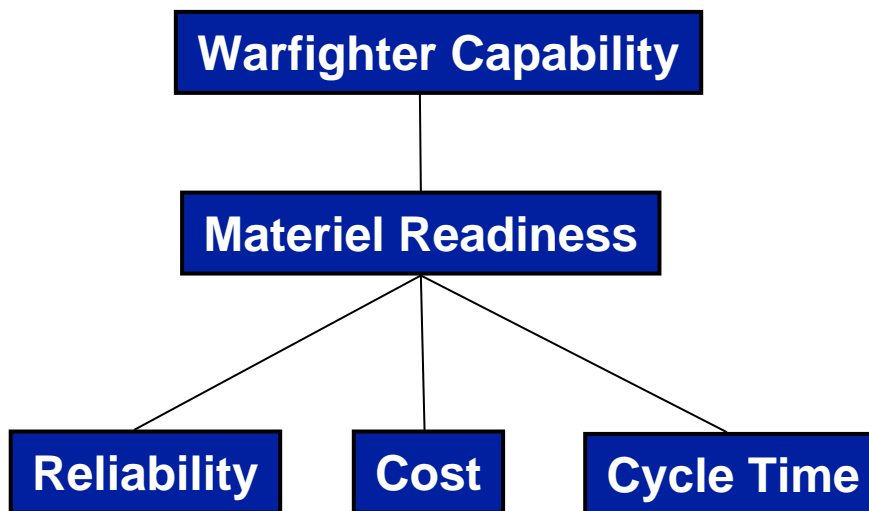 Warfighter Capability
Materiel Readiness
Reliability
Cost
Cycle Time